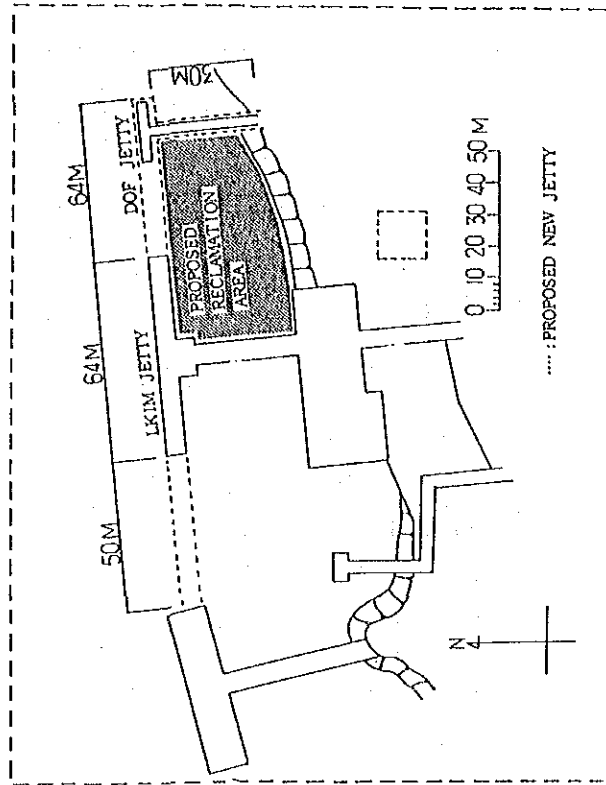 50M
64M
64M
30M
LKIM JETTY
DOF JETTY
PROPOSED
RECLAMATION
AREA
N
0 10 20 30 40 50 M
.... : PROPOSED NEW JETTY